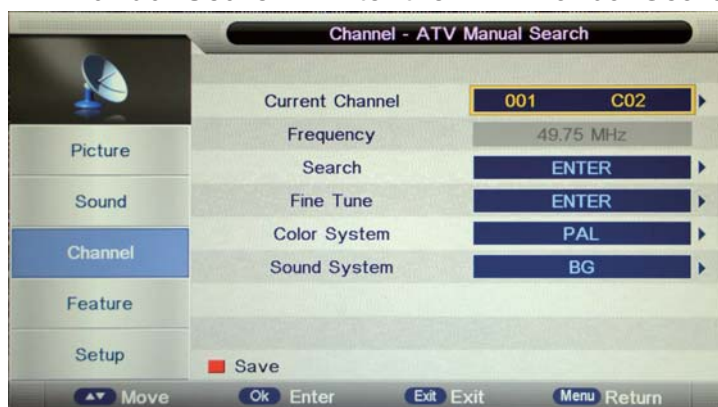 Channel - ATV Manual Search
Current Channel 001 C02
Frequency 49.75 MHz
Picture
Search ENTER
Sound
Fine Tune ENTER
Color System PAL
Channel
Sound System BG
Feature
Setup
Save
Move Ok Enter Exit Exit Menu Return